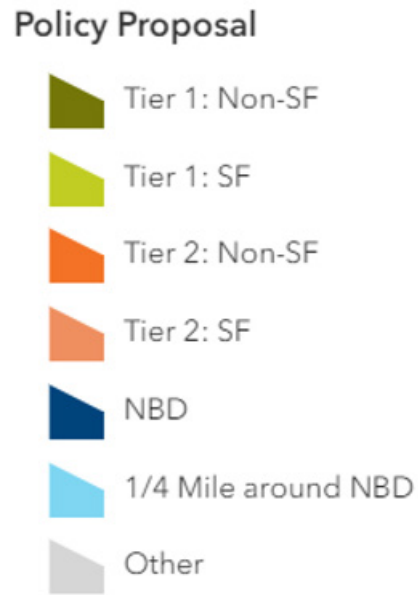 Policy Proposal
Tier 1: Non-SF
Tier 1: SF
Tier 2: Non-SF
Tier 2: SF
NBD
1/4 Mile around NBD
Other